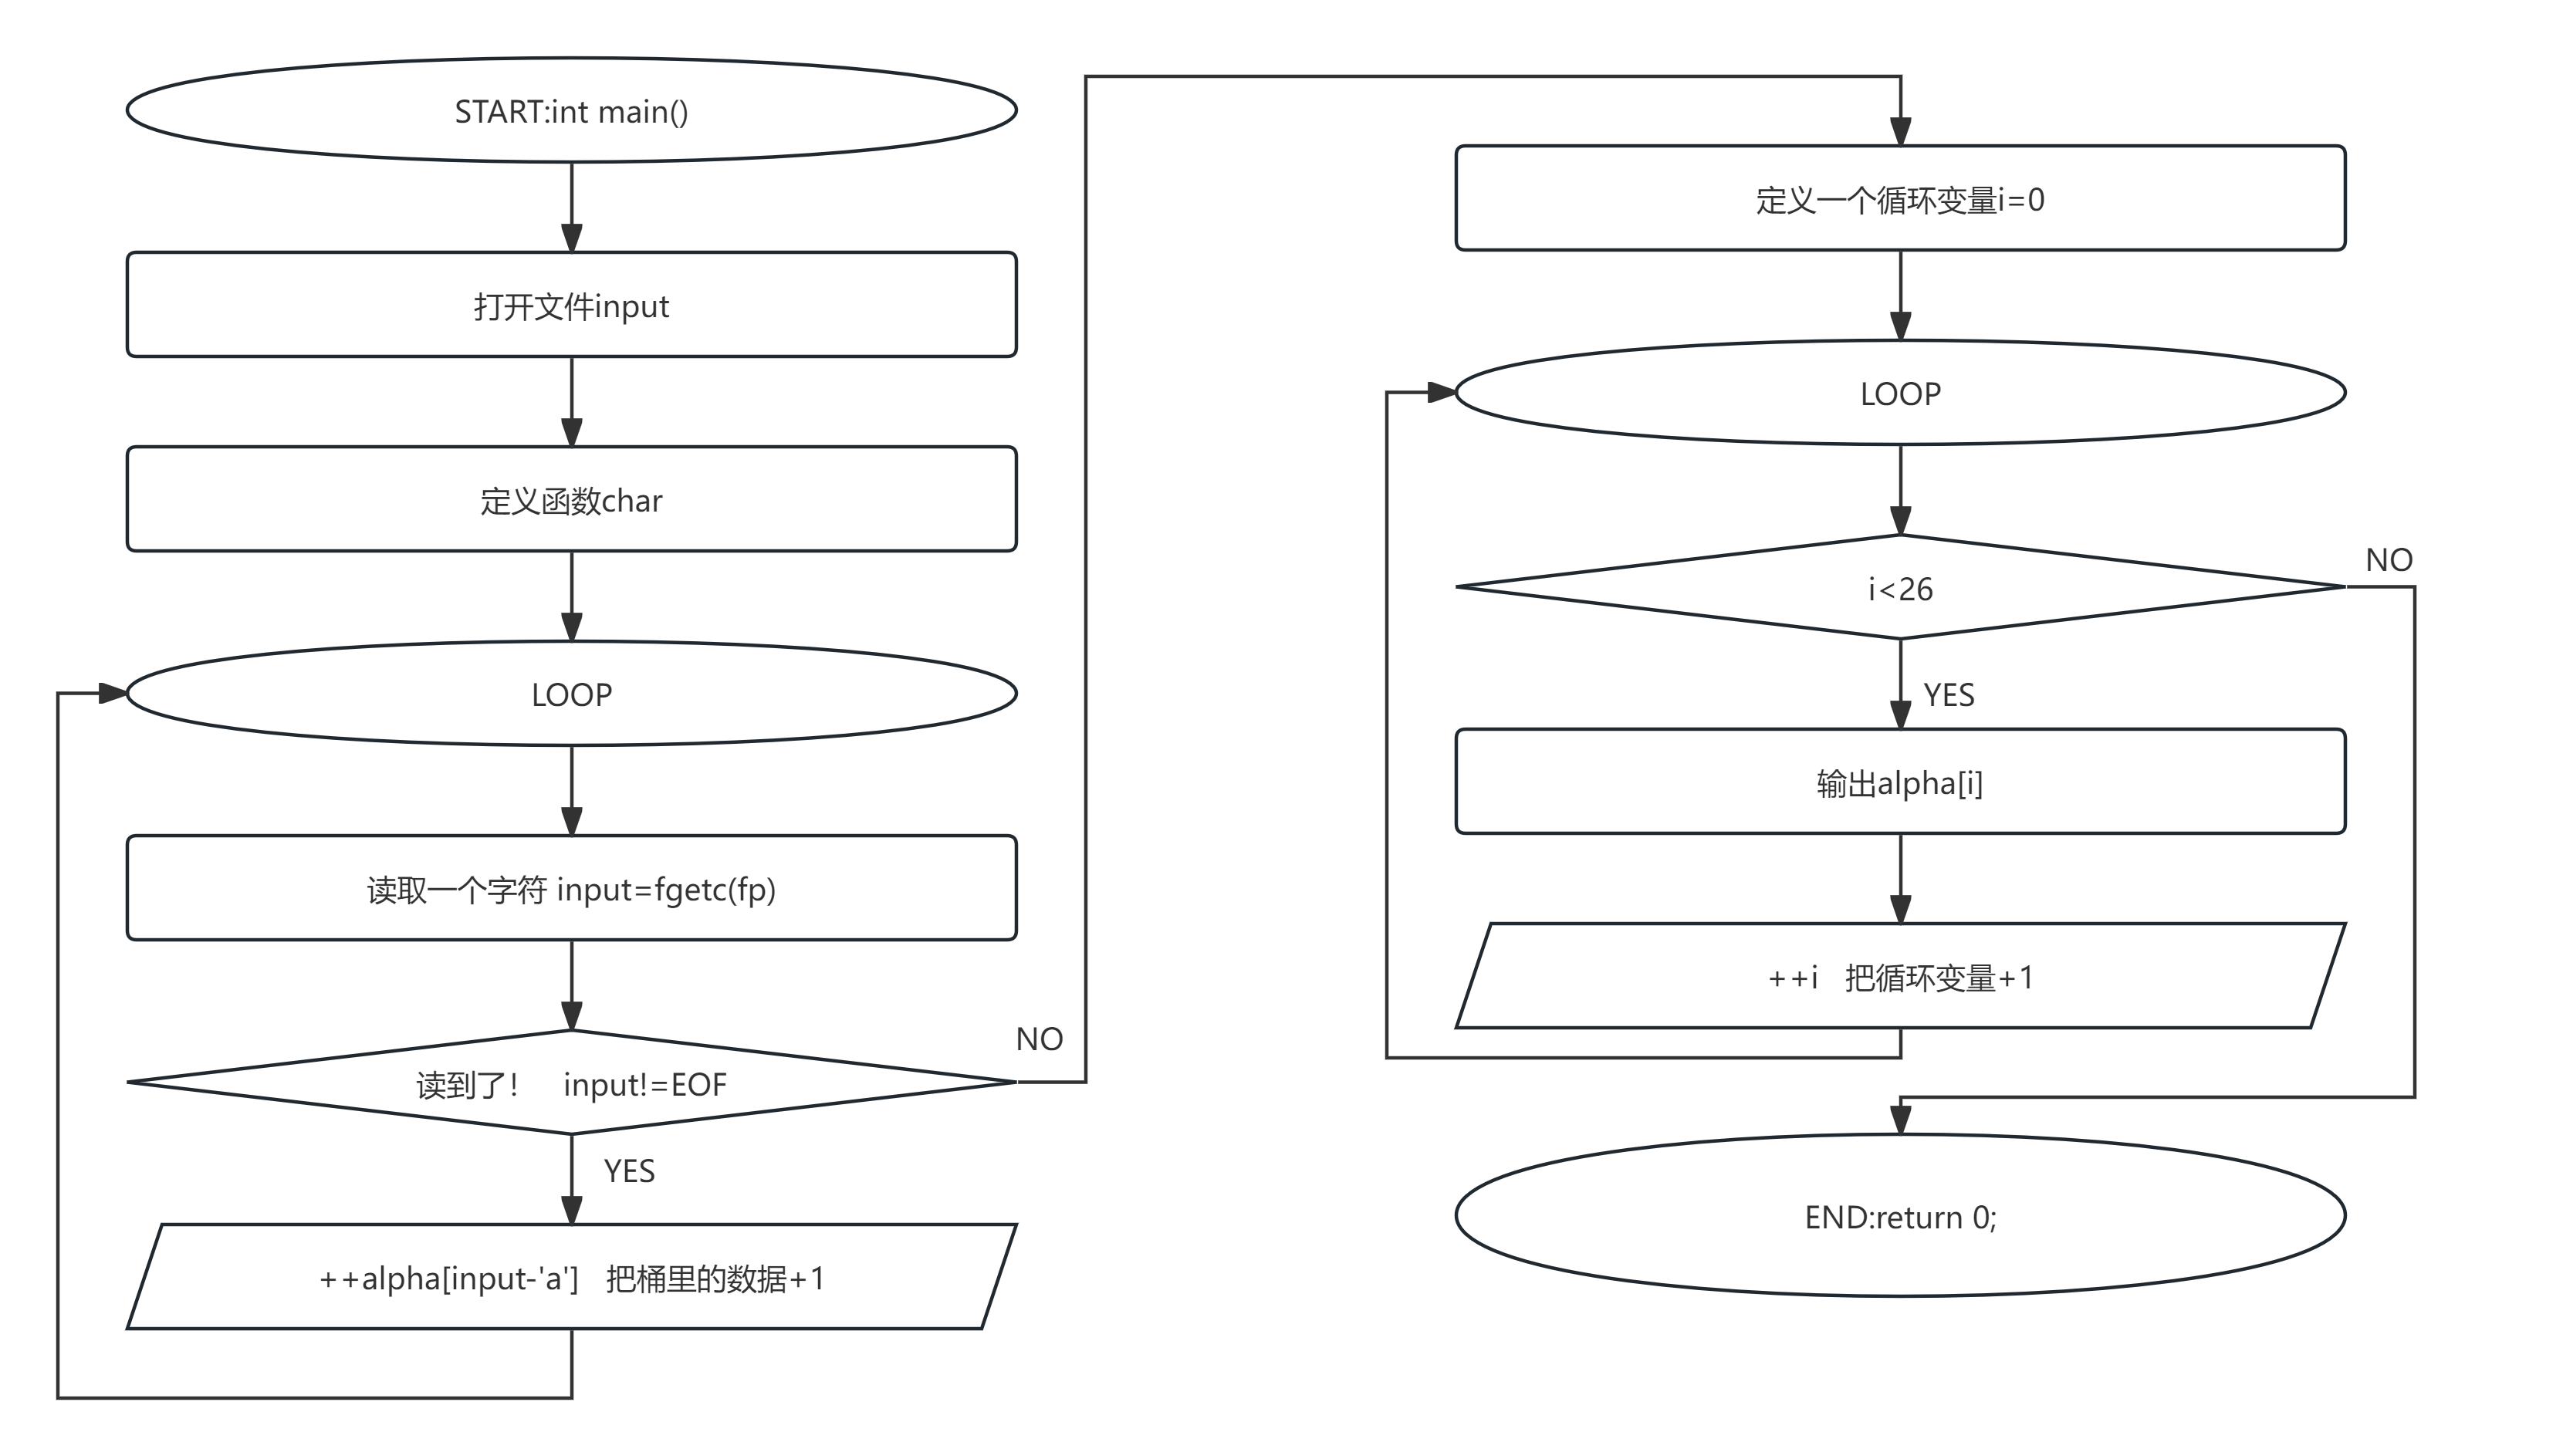 START:int main()
打开文件input
定义函数char
LOOP
读取一个字符 input=fgetc(fp)
读到了！ input!=EOF
NO
YES
++alpha[input-'a'] 把桶里的数据+1
定义一个循环变量i=0
LOOP
i<26
NO
YES
输出alpha[i]
++i 把循环变量+1
END:return 0;